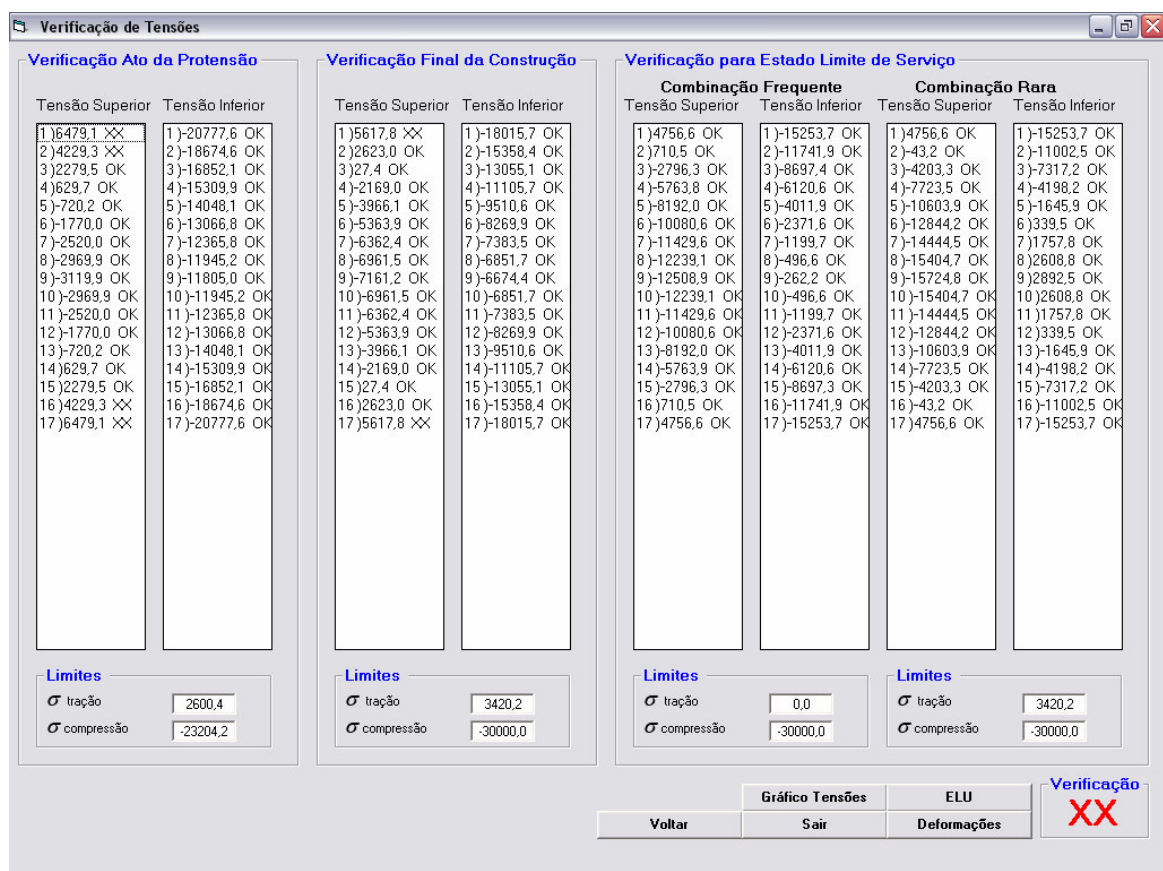 Verificação de Tensões
Verificação Ato da Protensão
Tensão Superior Tensão Inferior
1 )6479,1 XX 1 )-20777,6 OK
2 )4229,3 XX 2 )-18674,6 OK
3 )2279,5 OK 3 )-16852,1 OK
4 )629,7 OK 4 )-15309,9 OK
5 )-720,2 OK 5 )-14048,1 OK
6 )-1770,0 OK 6 )-13066,8 OK
7 )-2520,0 OK 7 )-12365,8 OK
8 )-2969,9 OK 8 )-11945,2 OK
9 )-3119,9 OK 9 )-11805,0 OK
10 )-2969,9 OK 10 )-11945,2 OK
11 )-2520,0 OK 11 )-12365,8 OK
12 )-1770,0 OK 12 )-13066,8 OK
13 )-720,2 OK 13 )-14048,1 OK
14 )629,7 OK 14 )-15309,9 OK
15 )2279,5 OK 15 )-16852,1 OK
16 )4229,3 XX 16 )-18674,6 OK
17 )6479,1 XX 17 )-20777,6 OK
Limites
σ tração 2600,4
σ compressão -23204,2
Verificação Final da Construção
Tensão Superior Tensão Inferior
1 )5617,8 XX 1 )-18015,7 OK
2 )2623,0 OK 2 )-15358,4 OK
3 )27,4 OK 3 )-13055,1 OK
4 )-2169,0 OK 4 )-11105,7 OK
5 )-3966,1 OK 5 )-9510,6 OK
6 )-5363,9 OK 6 )-8269,9 OK
7 )-6362,4 OK 7 )-7383,5 OK
8 )-6961,5 OK 8 )-6851,7 OK
9 )-7161,2 OK 9 )-6674,4 OK
10 )-6961,5 OK 10 )-6851,7 OK
11 )-6362,4 OK 11 )-7383,5 OK
12 )-5363,9 OK 12 )-8269,9 OK
13 )-3966,1 OK 13 )-9510,6 OK
14 )-2169,0 OK 14 )-11105,7 OK
15 )27,4 OK 15 )-13055,1 OK
16 )2623,0 OK 16 )-15358,4 OK
17 )5617,8 XX 17 )-18015,7 OK
Limites
σ tração 3420,2
σ compressão -30000,0
Verificação para Estado Limite de Serviço
Combinação Frequente Combinação Rara
Tensão Superior Tensão Inferior Tensão Superior Tensão Inferior
1 )4756,6 OK 1 )-15253,7 OK 1 )4756,6 OK 1 )-15253,7 OK
2 )710,5 OK 2 )-11741,9 OK 2 )-43,2 OK 2 )-11002,5 OK
3 )-2796,3 OK 3 )-8697,4 OK 3 )-4203,3 OK 3 )-7317,2 OK
4 )-5763,8 OK 4 )-6120,6 OK 4 )-7723,5 OK 4 )-4198,2 OK
5 )-8192,0 OK 5 )-4011,9 OK 5 )-10603,9 OK 5 )-1645,9 OK
6 )-10080,6 OK 6 )-2371,6 OK 6 )-12844,2 OK 6 )339,5 OK
7 )-11429,6 OK 7 )-1199,7 OK 7 )-14444,5 OK 7 )1757,8 OK
8 )-12239,1 OK 8 )-496,6 OK 8 )-15404,7 OK 8 )2608,8 OK
9 )-12508,9 OK 9 )-262,2 OK 9 )-15724,8 OK 9 )2892,5 OK
10 )-12239,1 OK 10 )-496,6 OK 10 )-15404,7 OK 10 )2608,8 OK
11 )-11429,6 OK 11 )-1199,7 OK 11 )-14444,5 OK 11 )1757,8 OK
12 )-10080,6 OK 12 )-2371,6 OK 12 )-12844,2 OK 12 )339,5 OK
13 )-8192,0 OK 13 )-4011,9 OK 13 )-10603,9 OK 13 )-1645,9 OK
14 )-5763,9 OK 14 )-6120,6 OK 14 )-7723,5 OK 14 )-4198,2 OK
15 )-2796,3 OK 15 )-8697,3 OK 15 )-4203,3 OK 15 )-7317,2 OK
16 )710,5 OK 16 )-11741,9 OK 16 )-43,2 OK 16 )-11002,5 OK
17 )4756,6 OK 17 )-15253,7 OK 17 )4756,6 OK 17 )-15253,7 OK
Limites Limites
σ tração 0,0 σ tração 3420,2
σ compressão -30000,0 σ compressão -30000,0
Gráfico Tensões ELU
Voltar Sair Deformações
Verificação
XX